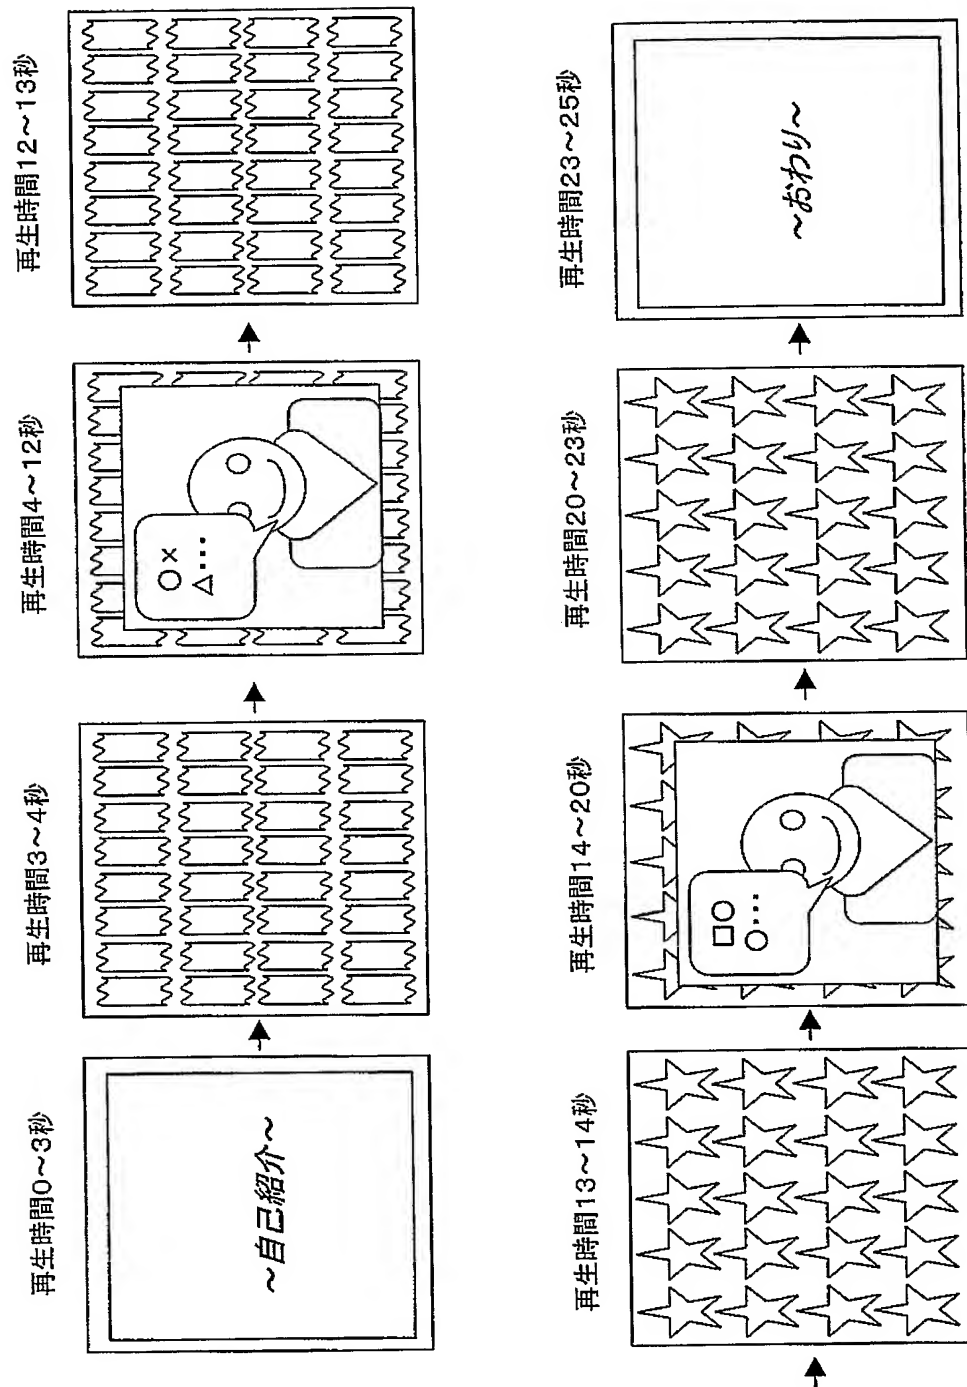 再生時間0～3秒
～自己紹介～
再生時間3～4秒
再生時間4～12秒
○×
△・・・
再生時間12～13秒
再生時間13～14秒
再生時間14～20秒
□○
○・・・
再生時間20～23秒
再生時間23～25秒
～おわり～